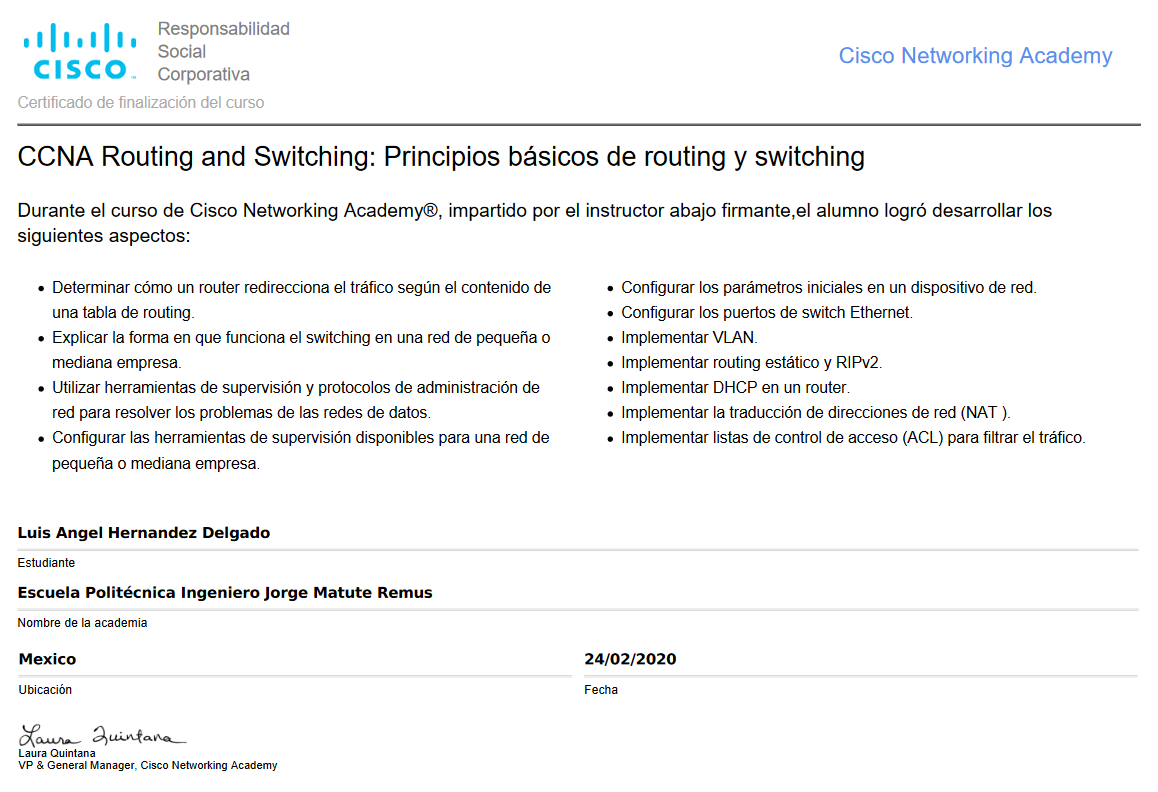 Responsabilidad
Social
Corporativa
CISCO™
Cisco Networking Academy
Certificado de finalización del curso
CCNA Routing and Switching: Principios básicos de routing y switching
Durante el curso de Cisco Networking Academy®, impartido por el instructor abajo firmante,el alumno logró desarrollar los
siguientes aspectos:
• Determinar cómo un router redirecciona el tráfico según el contenido de
una tabla de routing.
• Explicar la forma en que funciona el switching en una red de pequeña o
mediana empresa.
• Utilizar herramientas de supervisión y protocolos de administración de
red para resolver los problemas de las redes de datos.
• Configurar las herramientas de supervisión disponibles para una red de
pequeña o mediana empresa.
• Configurar los parámetros iniciales en un dispositivo de red.
• Configurar los puertos de switch Ethernet.
• Implementar VLAN.
• Implementar routing estático y RIPv2.
• Implementar DHCP en un router.
• Implementar la traducción de direcciones de red (NAT ).
• Implementar listas de control de acceso (ACL) para filtrar el tráfico.
Luis Angel Hernandez Delgado
Estudiante
Escuela Politécnica Ingeniero Jorge Matute Remus
Nombre de la academia
Mexico
Ubicación
24/02/2020
Fecha
Laura Quintana
Laura Quintana
VP & General Manager, Cisco Networking Academy